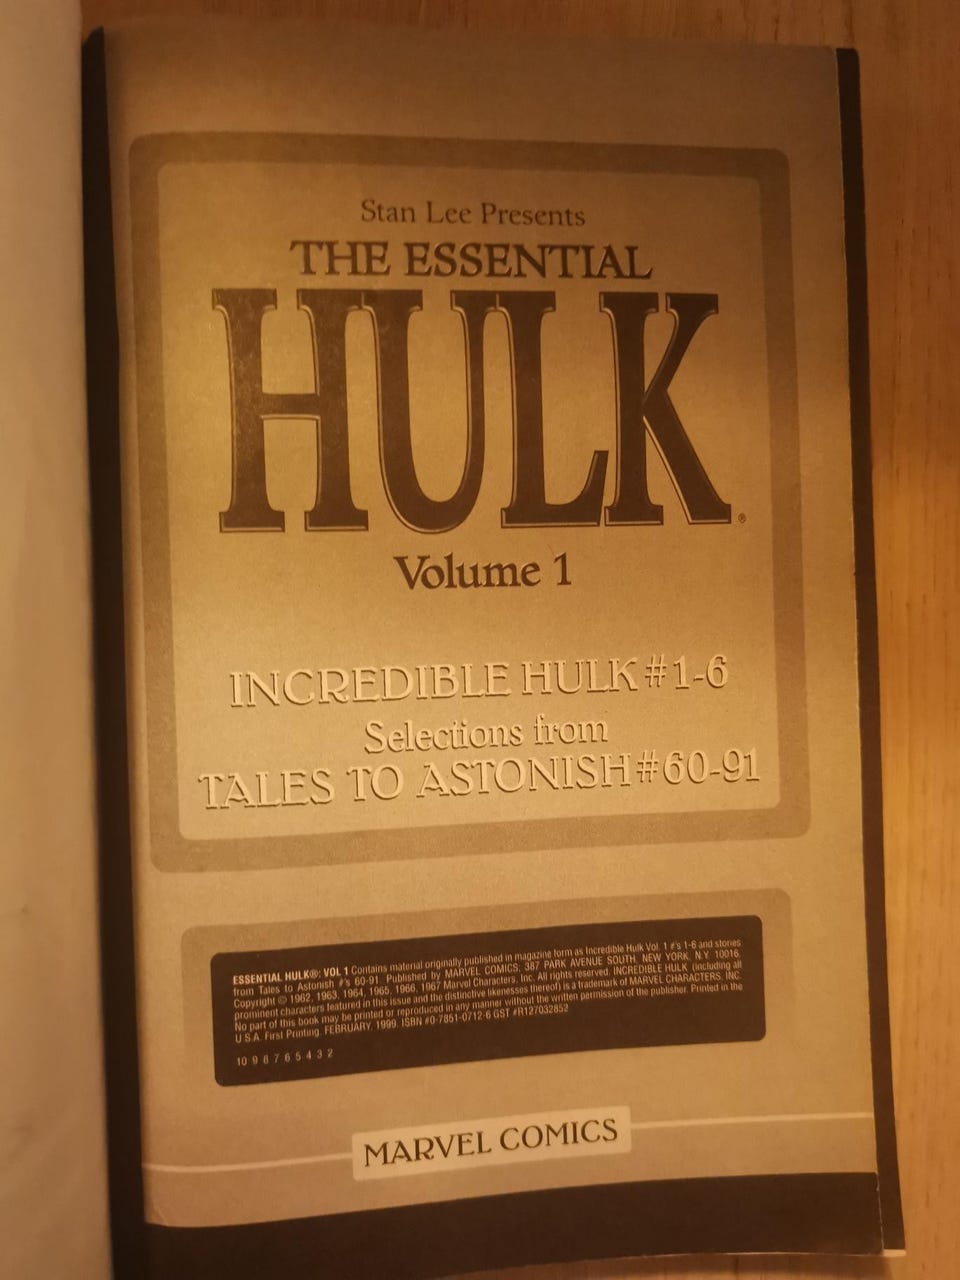 Stan Lee Presents
THE ESSENTIAL
HULK®
Volume 1
INCREDIBLE HULK #1-6
Selections from
TALES TO ASTONISH #60-91
ESSENTIAL HULK®: VOL 1 Contains material originally published in magazine form as Incredible Hulk Vol. 1 #'s 1-6 and stories
from Tales to Astonish #'s 60-91. Published by MARVEL COMICS; 387 PARK AVENUE SOUTH, NEW YORK, N.Y. 10016.
Copyright © 1962, 1963, 1964, 1965, 1966, 1967 Marvel Characters, Inc. All rights reserved. INCREDIBLE HULK (including all
prominent characters featured in this issue and the distinctive likenesses thereof) is a trademark of MARVEL CHARACTERS, INC.
No part of this book may be printed or reproduced in any manner without the written permission of the publisher. Printed in the
U.S.A. First Printing, FEBRUARY, 1999. ISBN #0-7851-0712-6 GST #R127032852
10 9 8 7 6 5 4 3 2
MARVEL COMICS